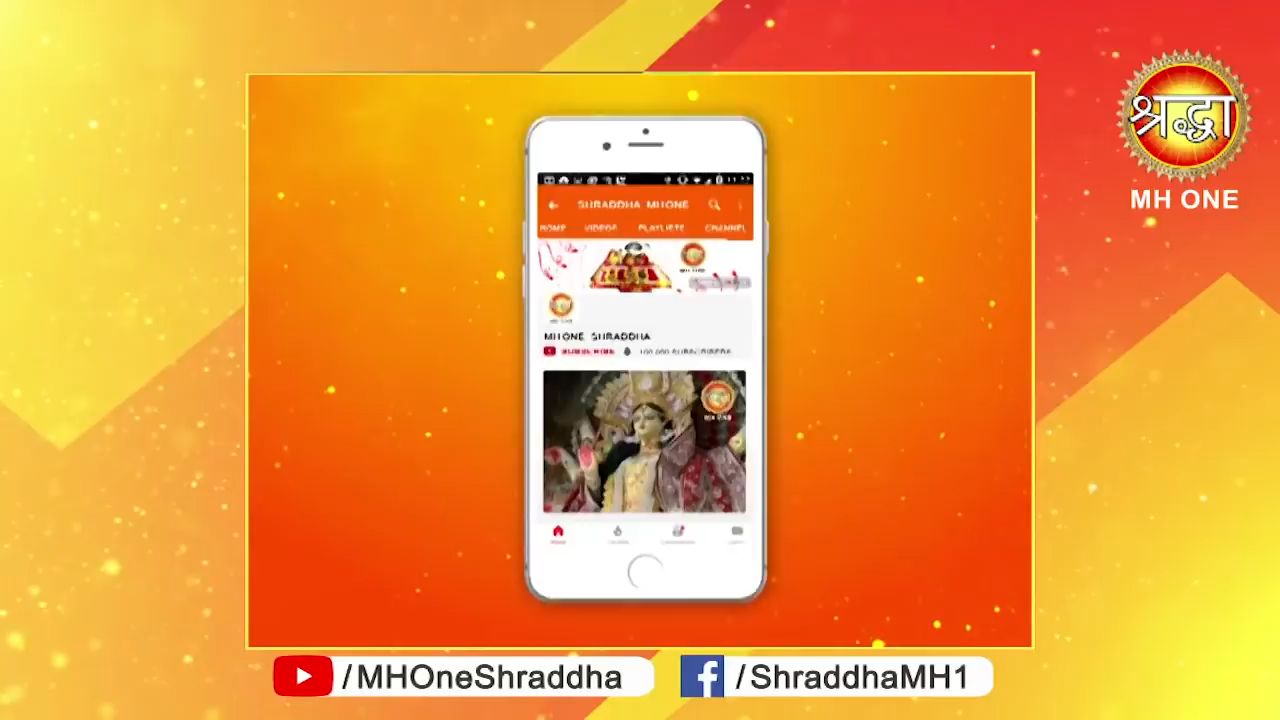 श्रद्धा
MH ONE
SHRADDHA MHONE
HOME VIDEOS PLAYLISTS CHANNEL
MHONE SHRADDHA
SUBSCRIBE
/MHOneShraddha
/ShraddhaMH1